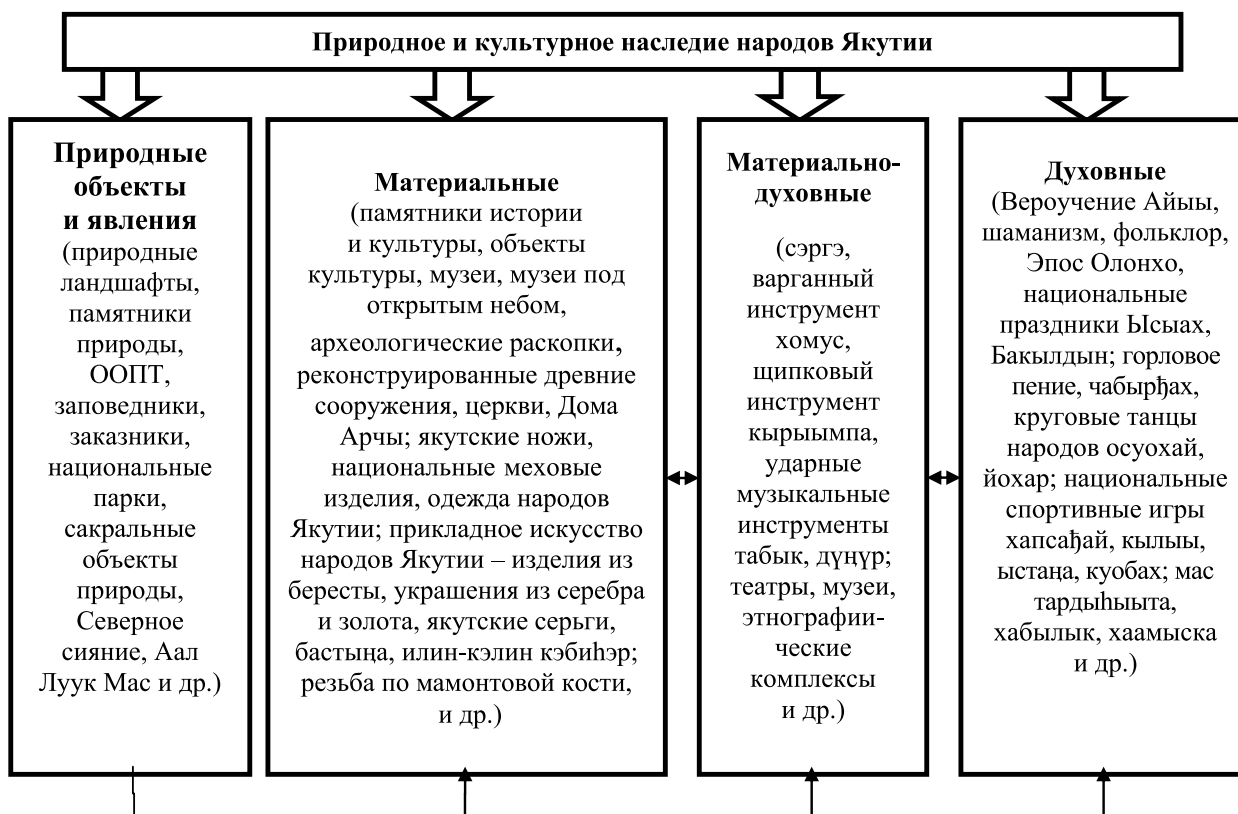 Природное и культурное наследие народов Якутии
Природные
объекты
и явления
(природные
ландшафты,
памятники
природы,
ООПТ,
заповедники,
заказники,
национальные
парки,
сакральные
объекты
природы,
Северное
сияние, Аал
Луук Мас и др.)
Материальные
(памятники истории
и культуры, объекты
культуры, музеи, музеи под
открытым небом,
археологические раскопки,
реконструированные древние
сооружения, церкви, Дома
Арчы; якутские ножи,
национальные меховые
изделия, одежда народов
Якутии; прикладное искусство
народов Якутии – изделия из
бересты, украшения из серебра
и золота, якутские серьги,
бастыңа, илин-кэлин кэбиһэр;
резьба по мамонтовой кости,
и др.)
Материально-
духовные
(сэргэ,
варганный
инструмент
хомус,
щипковый
инструмент
кырыымпа,
ударные
музыкальные
инструменты
табык, дүңүр;
театры, музеи,
этнографии-
ческие
комплексы
и др.)
Духовные
(Вероучение Айыы,
шаманизм, фольклор,
Эпос Олонхо,
национальные
праздники Ысыах,
Бакылдын; горловое
пение, чабырђах,
круговые танцы
народов осуохай,
йохар; национальные
спортивные игры
хапсађай, кылыы,
ыстаңа, куобах; мас
тардыһыыта,
хабылык, хаамыска
и др.)